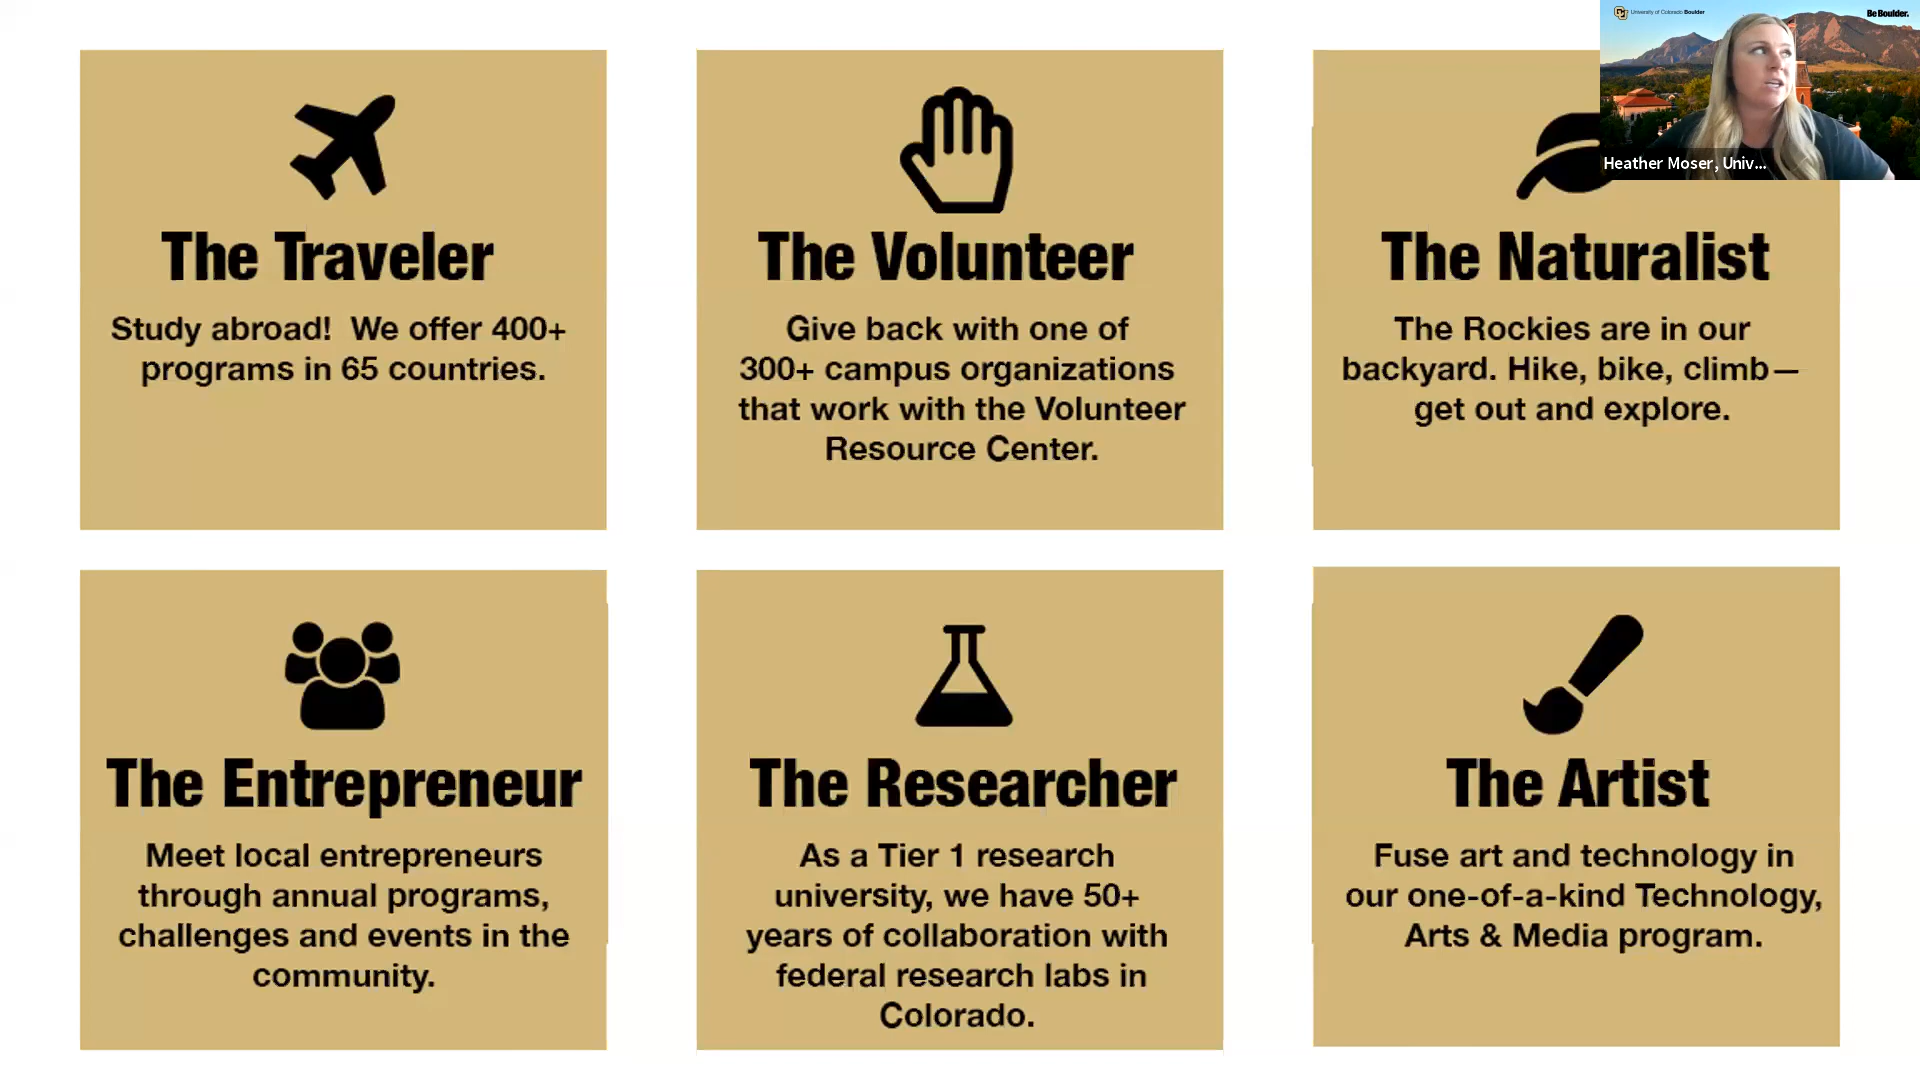 The Traveler
Study abroad! We offer 400+
programs in 65 countries.
The Volunteer
Give back with one of
300+ campus organizations
that work with the Volunteer
Resource Center.
The Naturalist
The Rockies are in our
backyard. Hike, bike, climb—
get out and explore.
University of Colorado Boulder
Be Boulder.
Heather Moser, Univ...
The Entrepreneur
Meet local entrepreneurs
through annual programs,
challenges and events in the
community.
The Researcher
As a Tier 1 research
university, we have 50+
years of collaboration with
federal research labs in
Colorado.
The Artist
Fuse art and technology in
our one-of-a-kind Technology,
Arts & Media program.